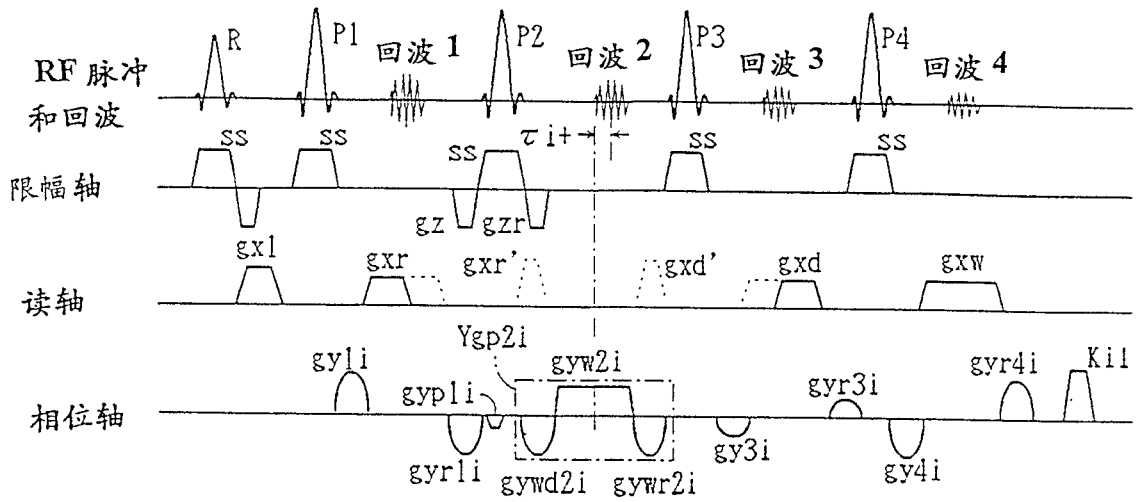 R P1 回波 1 P2 回波 2 P3 回波 3 P4 回波 4
RF 脉冲
和回波
τ i+
ss ss ss ss ss
限幅轴
gz gzr
gx1 gxr gxr' gxd' gxd gxw
读轴
Ygp2i
gy1i gyp1i gyw2i gyr3i gyr4i Ki1
相位轴
gyr1i gywd2i gywr2i gy3i gy4i